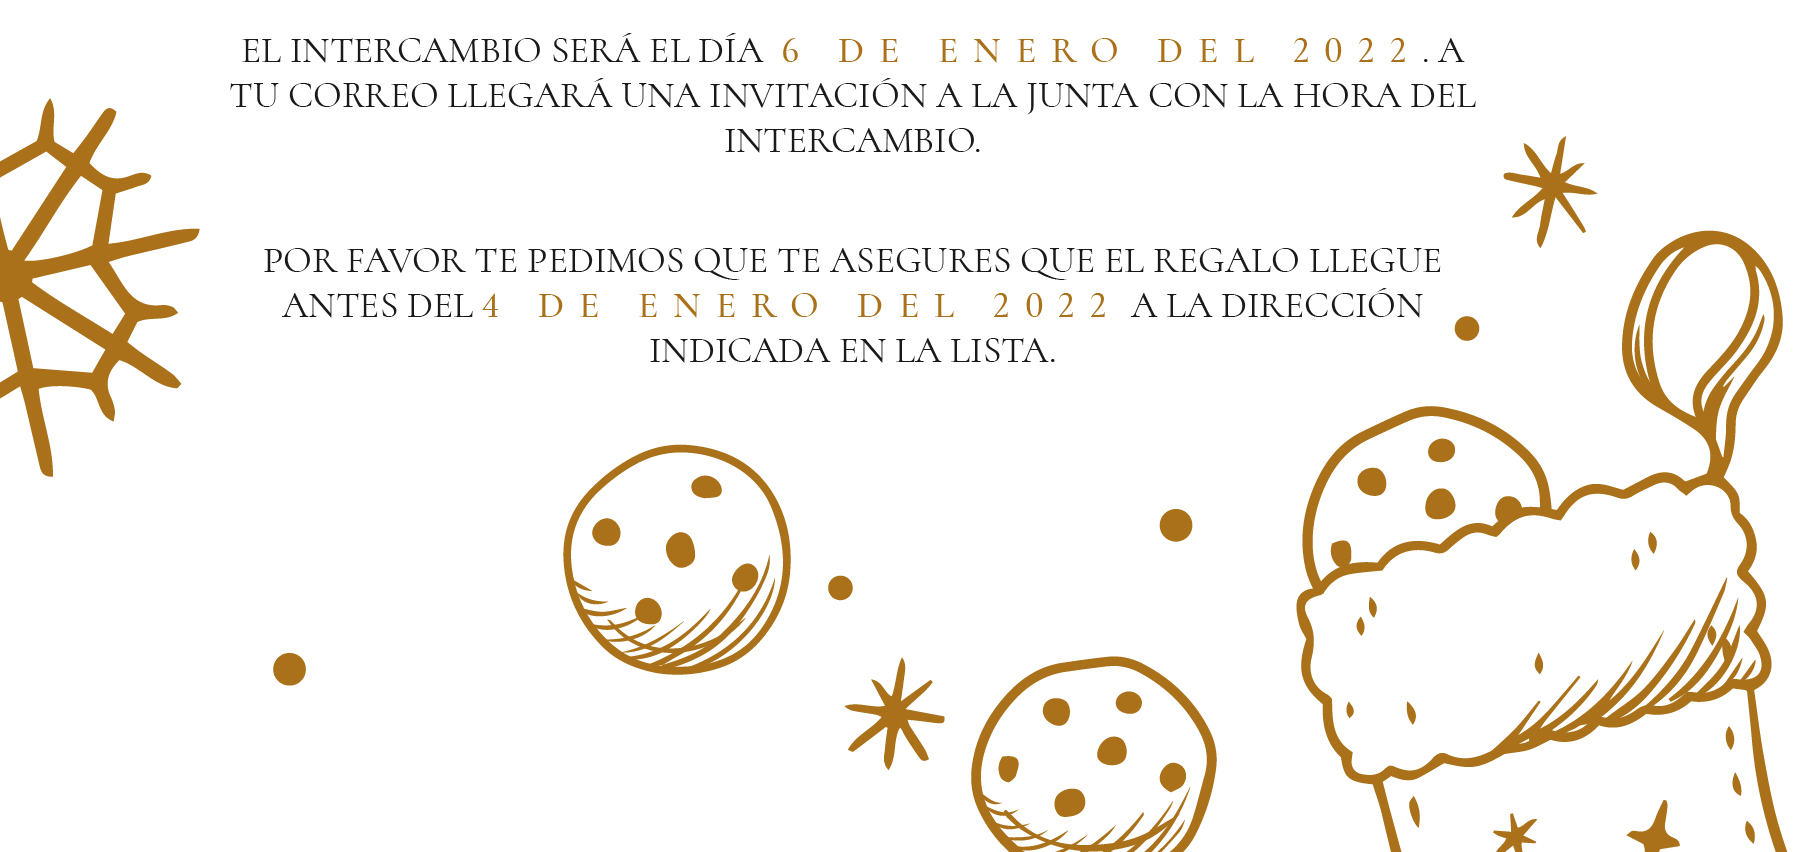 EL INTERCAMBIO SERÁ EL DÍA 6 DE ENERO DEL 2022. A
TU CORREO LLEGARÁ UNA INVITACIÓN A LA JUNTA CON LA HORA DEL
INTERCAMBIO.
POR FAVOR TE PEDIMOS QUE TE ASEGURES QUE EL REGALO LLEGUE
ANTES DEL 4 DE ENERO DEL 2022 A LA DIRECCIÓN
INDICADA EN LA LISTA.